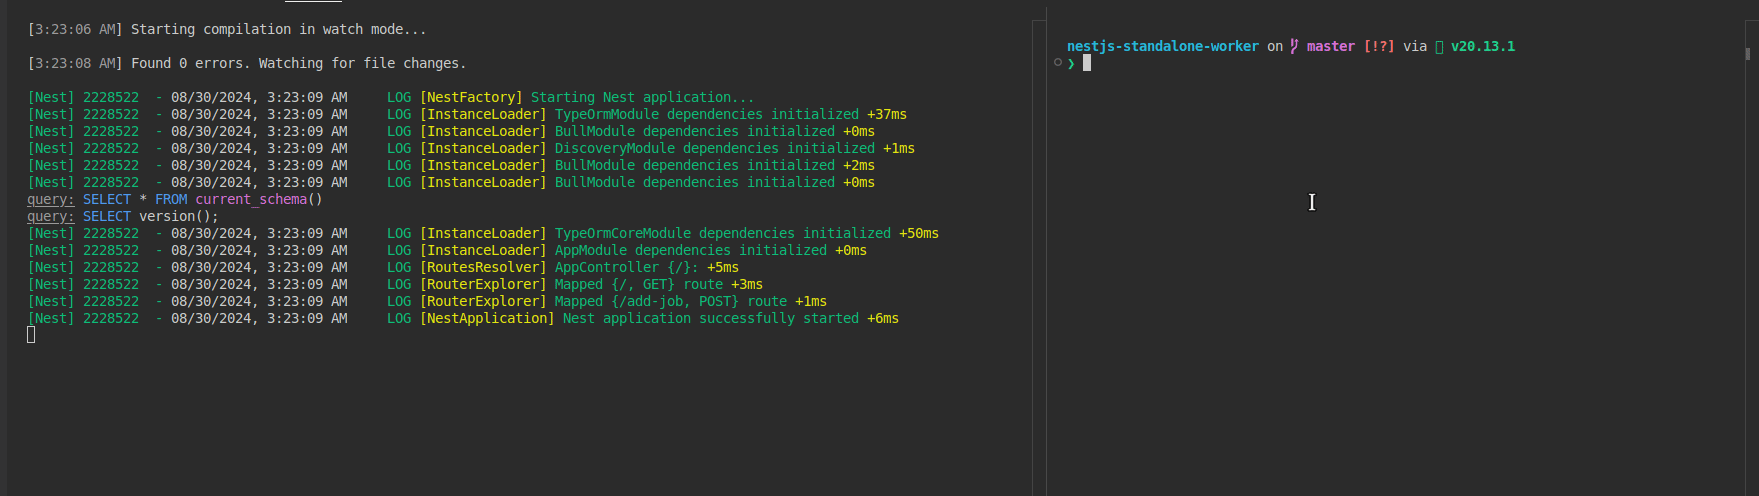 [3:23:06 AM] Starting compilation in watch mode...
[3:23:08 AM] Found 0 errors. Watching for file changes.
[Nest] 2228522  - 08/30/2024, 3:23:09 AM     LOG [NestFactory] Starting Nest application...
[Nest] 2228522  - 08/30/2024, 3:23:09 AM     LOG [InstanceLoader] TypeOrmModule dependencies initialized +37ms
[Nest] 2228522  - 08/30/2024, 3:23:09 AM     LOG [InstanceLoader] BullModule dependencies initialized +0ms
[Nest] 2228522  - 08/30/2024, 3:23:09 AM     LOG [InstanceLoader] DiscoveryModule dependencies initialized +1ms
[Nest] 2228522  - 08/30/2024, 3:23:09 AM     LOG [InstanceLoader] BullModule dependencies initialized +2ms
[Nest] 2228522  - 08/30/2024, 3:23:09 AM     LOG [InstanceLoader] BullModule dependencies initialized +0ms
query: SELECT * FROM current_schema()
query: SELECT version();
[Nest] 2228522  - 08/30/2024, 3:23:09 AM     LOG [InstanceLoader] TypeOrmCoreModule dependencies initialized +50ms
[Nest] 2228522  - 08/30/2024, 3:23:09 AM     LOG [InstanceLoader] AppModule dependencies initialized +0ms
[Nest] 2228522  - 08/30/2024, 3:23:09 AM     LOG [RoutesResolver] AppController {/}: +5ms
[Nest] 2228522  - 08/30/2024, 3:23:09 AM     LOG [RouterExplorer] Mapped {/, GET} route +3ms
[Nest] 2228522  - 08/30/2024, 3:23:09 AM     LOG [RouterExplorer] Mapped {/add-job, POST} route +1ms
[Nest] 2228522  - 08/30/2024, 3:23:09 AM     LOG [NestApplication] Nest application successfully started +6ms
nestjs-standalone-worker on master [!?] via v20.13.1
❯